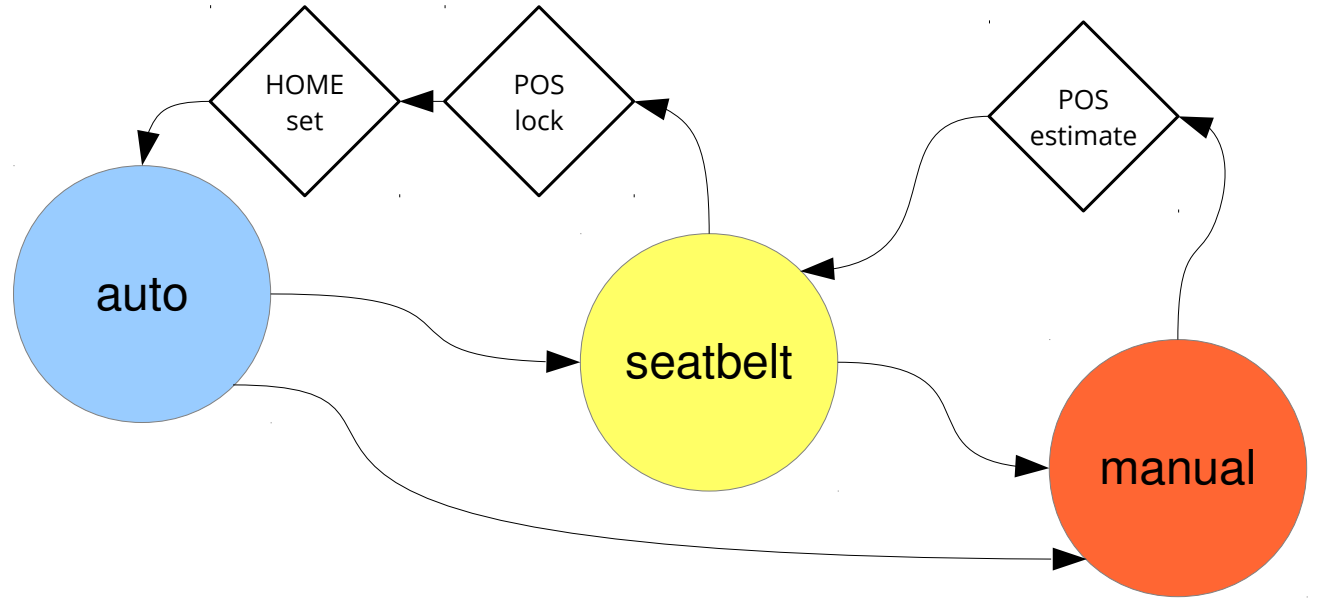 HOME
set
POS
lock
POS
estimate
auto
seatbelt
manual